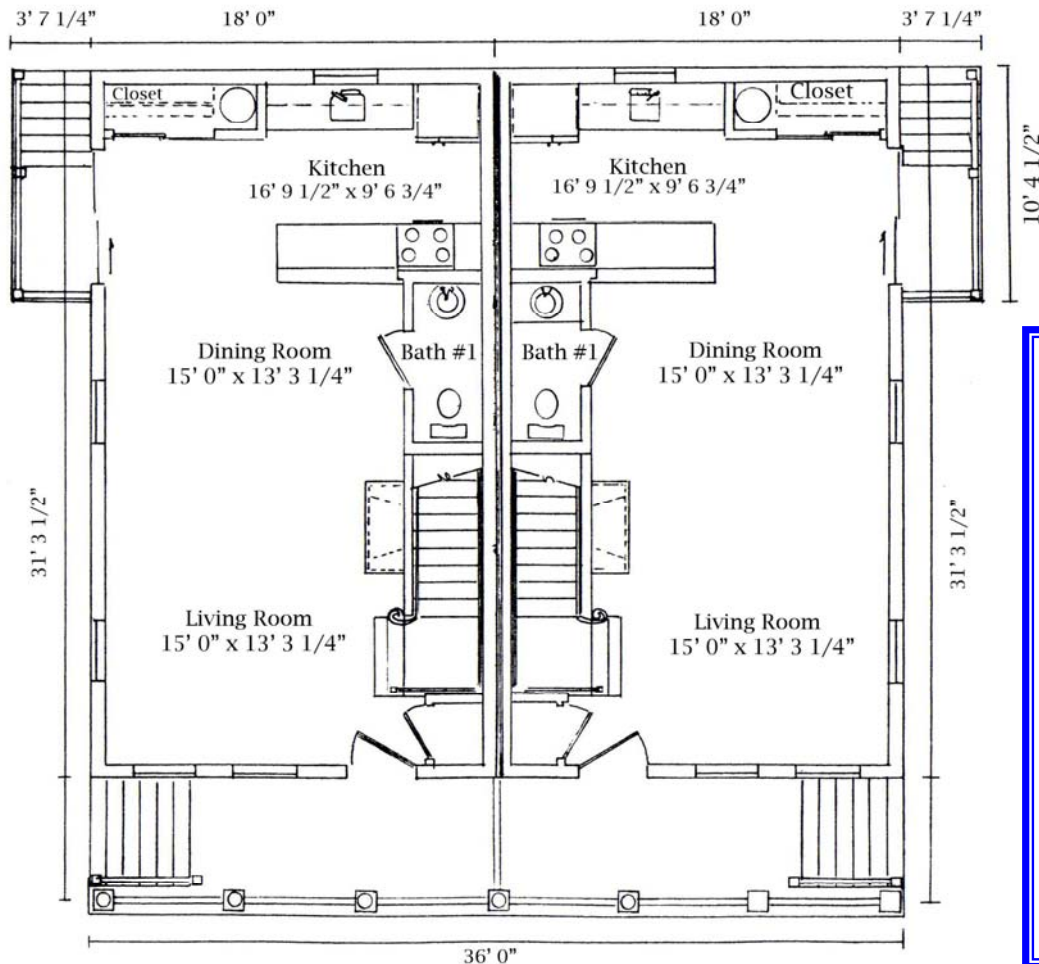 3’ 7 1/4”
18’ 0”
18’ 0”
3’ 7 1/4”
Closet
Closet
10’ 4 1/2”
Kitchen
16’ 9 1/2” x 9’ 6 3/4”
Kitchen
16’ 9 1/2” x 9’ 6 3/4”
Dining Room
15’ 0” x 13’ 3 1/4”
Bath #1
Bath #1
Dining Room
15’ 0” x 13’ 3 1/4”
31’ 3 1/2”
31’ 3 1/2”
Living Room
15’ 0” x 13’ 3 1/4”
Living Room
15’ 0” x 13’ 3 1/4”
36’ 0”